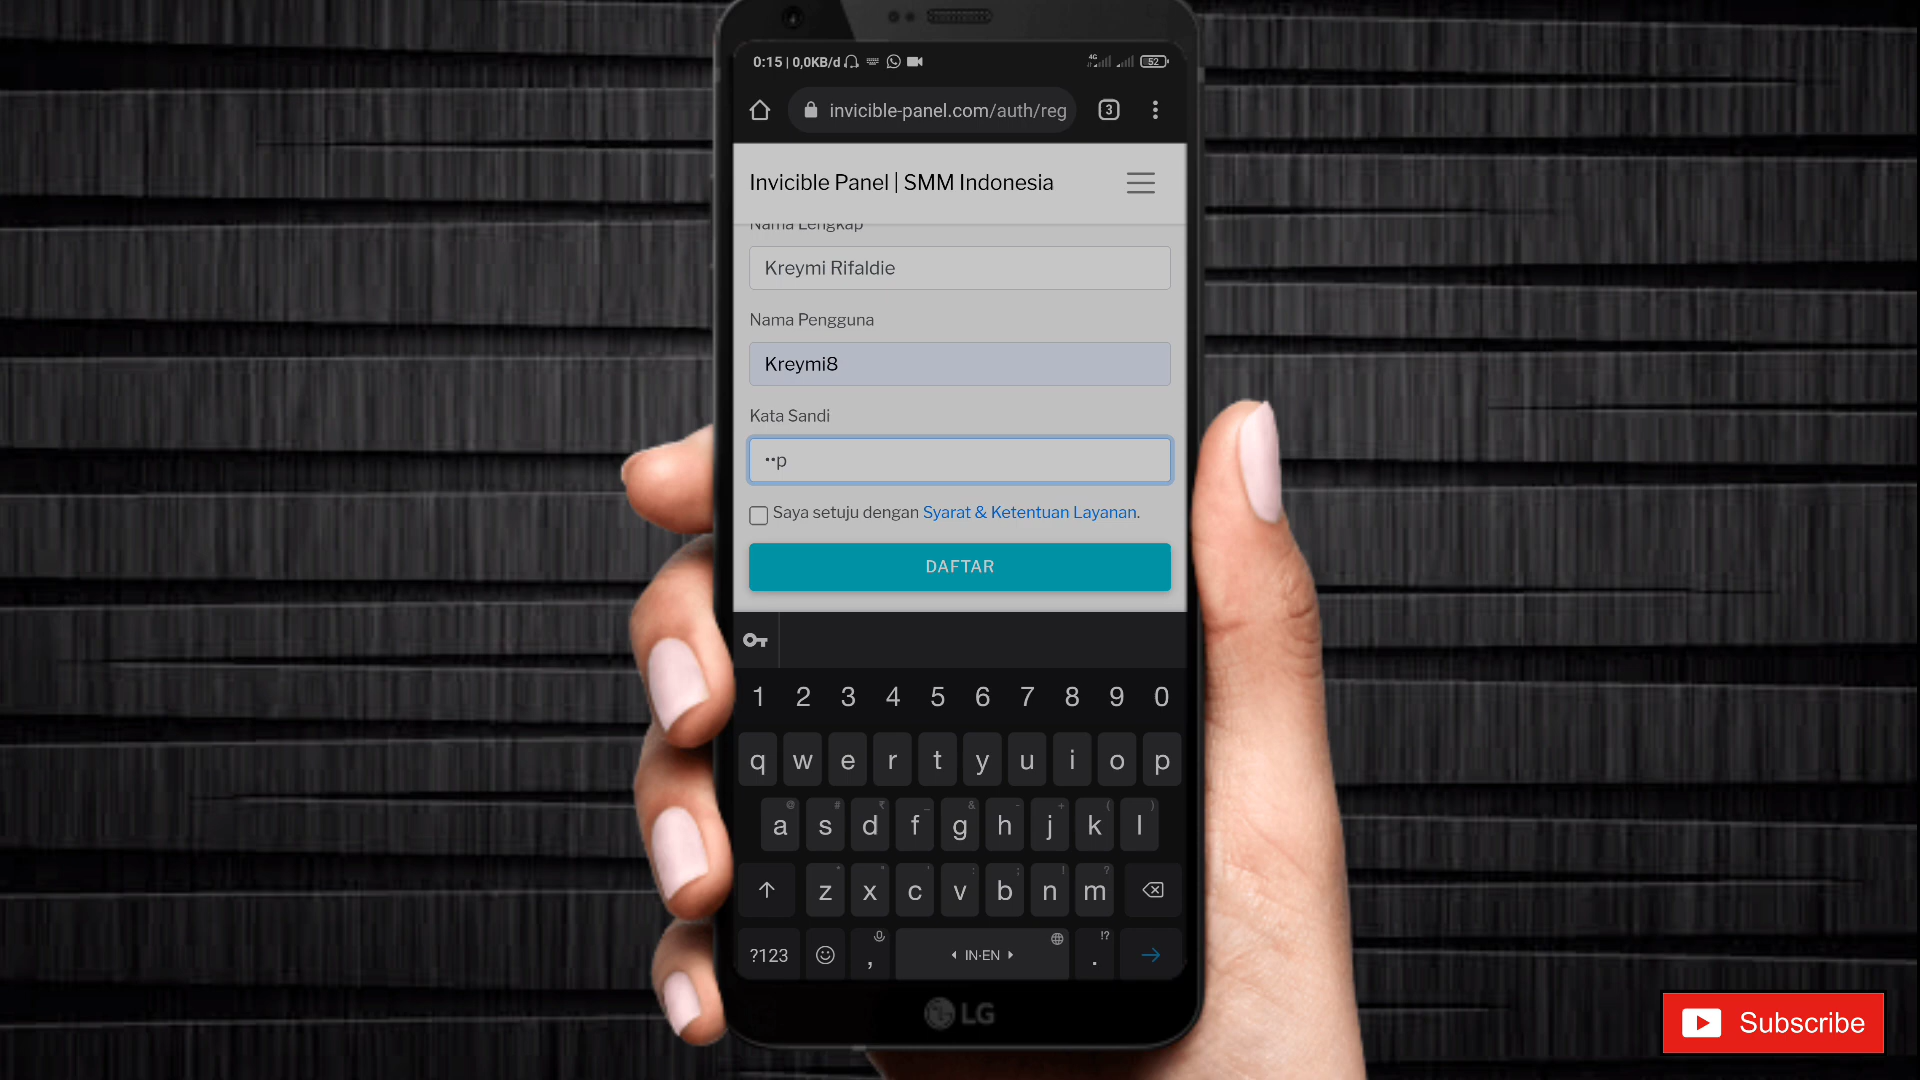 0:15 | 0,0KB/d 4G 52
invicible-panel.com/auth/reg 3
Invicible Panel | SMM Indonesia
Nama Lengkap
Kreymi Rifaldie
Nama Pengguna
Kreymi8
Kata Sandi
··p
Saya setuju dengan Syarat & Ketentuan Layanan.
DAFTAR
1 2 3 4 5 6 7 8 9 0
q w e r t y u i o p
@ # ₹ _ & - + ( )
a s d f g h j k l
* " ' : ; ! ?
z x c v b n m
!?
?123 , IN·EN .
LG
Subscribe